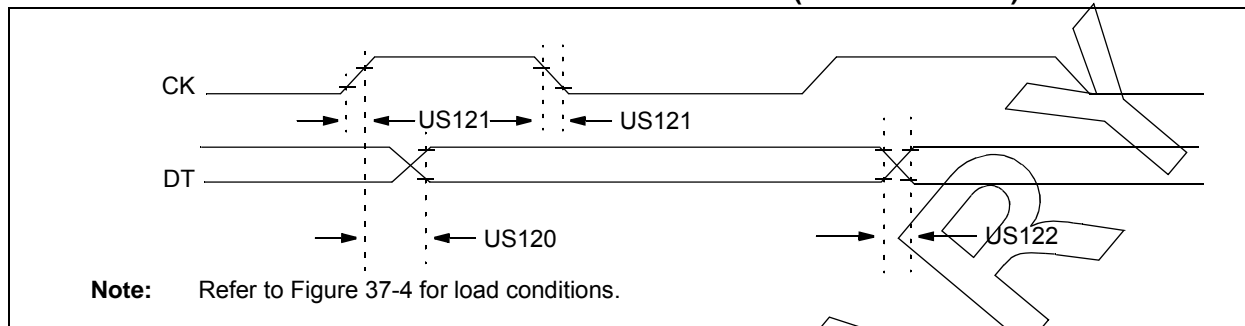 CK
US121 US121
DT
US120 US122
Note: Refer to Figure 37-4 for load conditions.